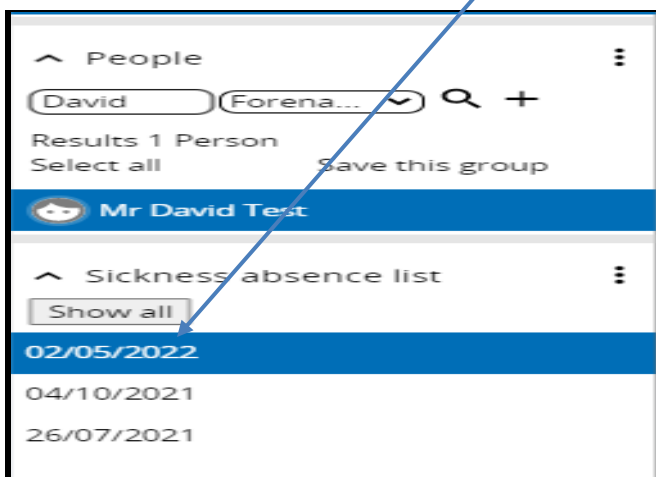 People
David Forena...
Results 1 Person
Select all Save this group
Mr David Test
Sickness absence list
Show all
02/05/2022
04/10/2021
26/07/2021